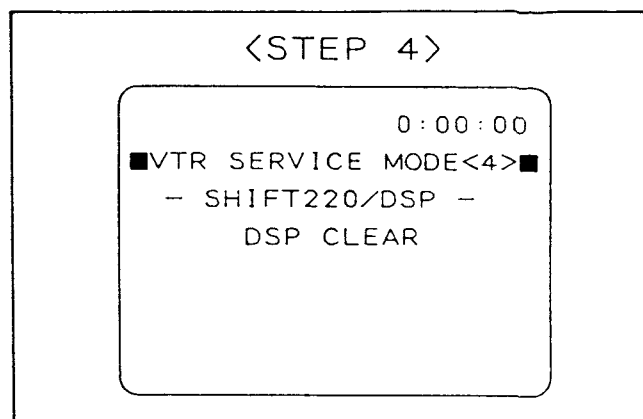 <STEP 4>
0:00:00
■VTR SERVICE MODE<4>■
- SHIFT220/DSP -
DSP CLEAR